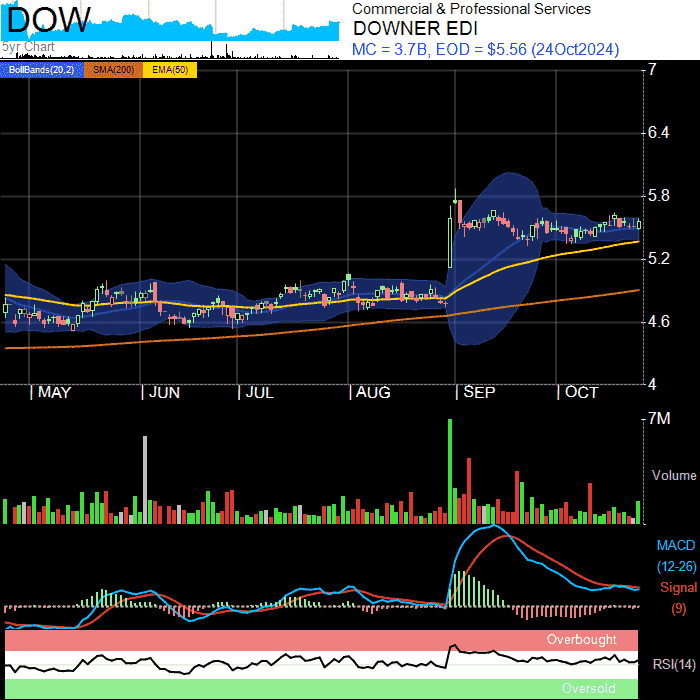 DOW
5yr Chart
Commercial & Professional Services
DOWNER EDI
MC = 3.7B, EOD = $5.56 (24Oct2024)
BollBands(20,2) SMA(200) EMA(50)
7
6.4
5.8
5.2
4.6
4
MAY JUN JUL AUG SEP OCT
7M
Volume
MACD
(12-26)
Signal
(9)
Overbought
RSI(14)
Oversold